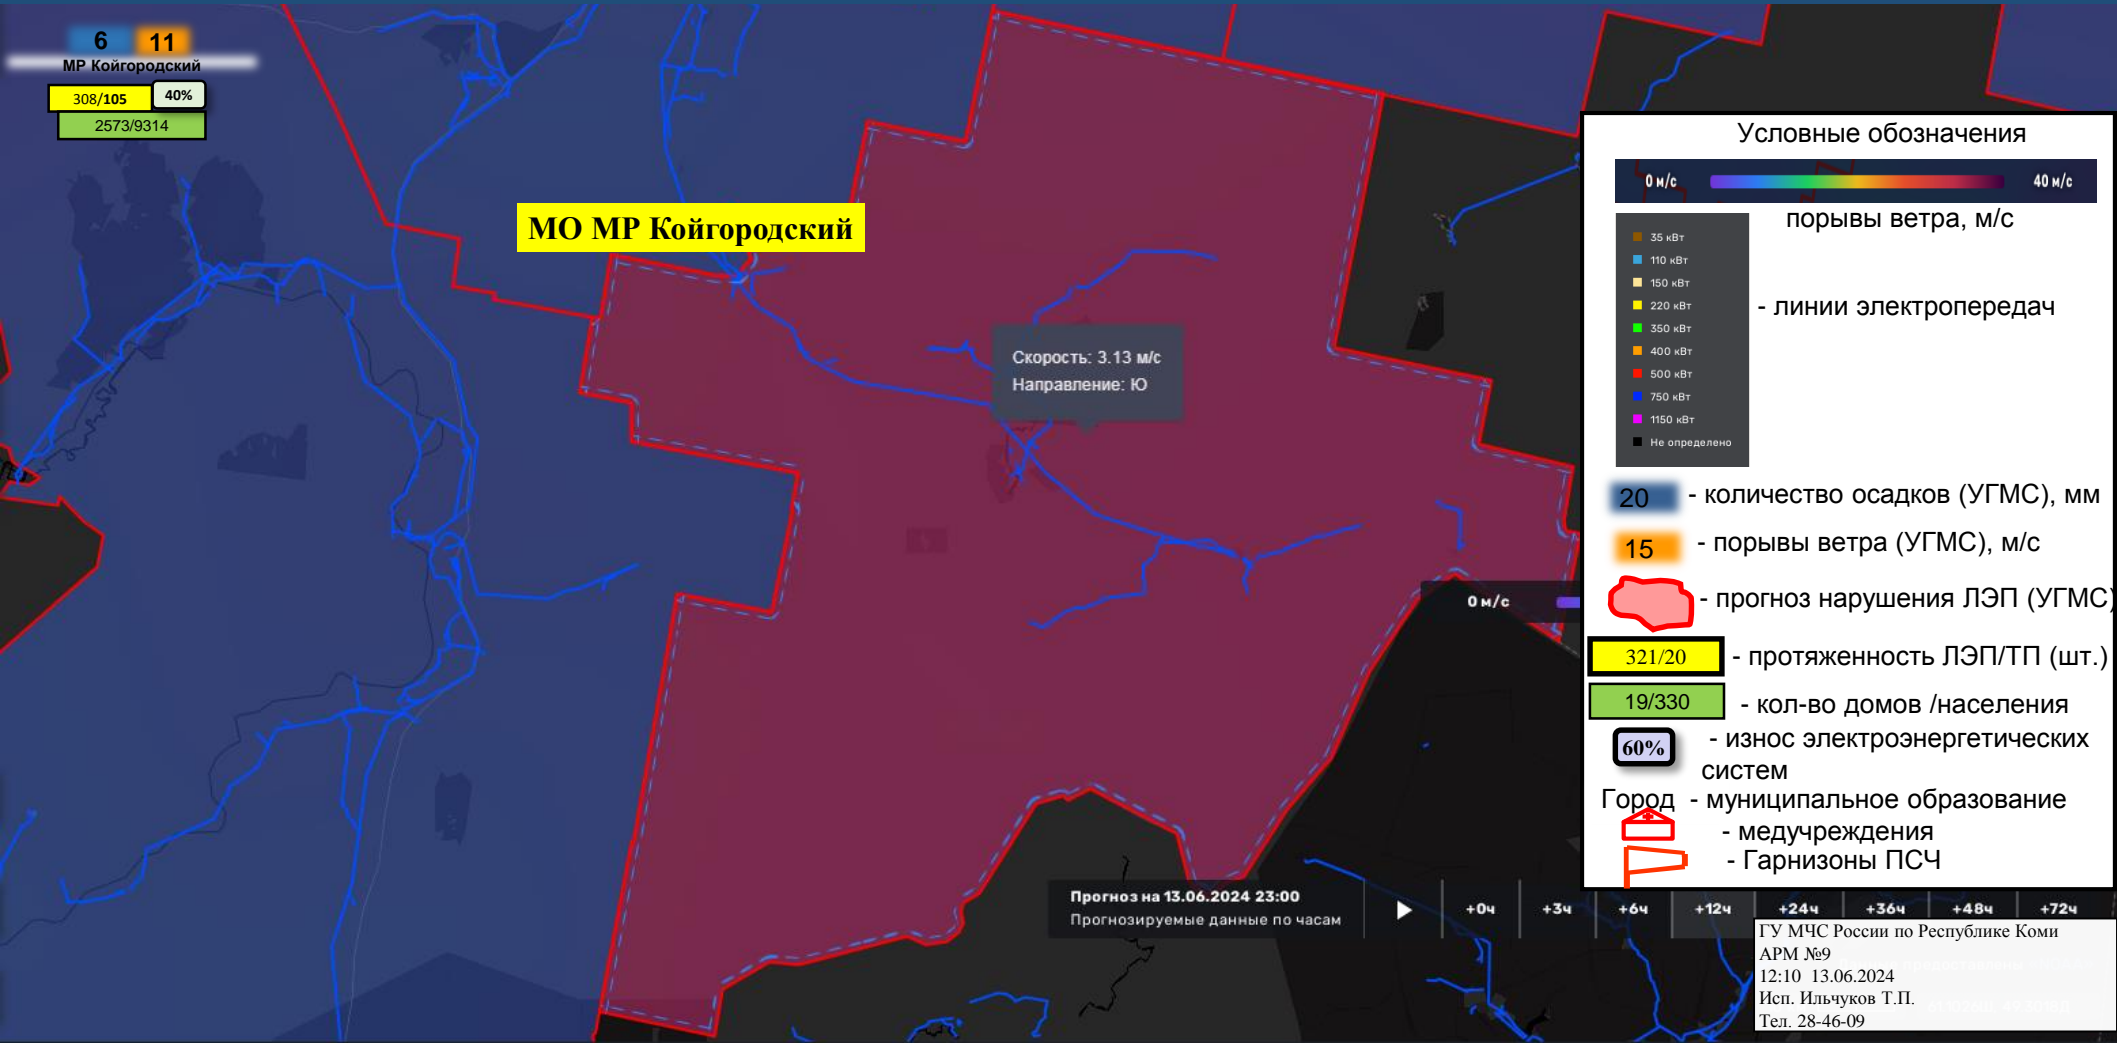 6 11
МР Койгородский
308/105 40%
2573/9314
МО МР Койгородский
Скорость: 3.13 м/с
Направление: Ю
0 м/с
Условные обозначения
0 м/с 40 м/с
порывы ветра, м/с
35 кВт
110 кВт
150 кВт
220 кВт
350 кВт
400 кВт
500 кВт
750 кВт
1150 кВт
Не определено
- линии электропередач
20 - количество осадков (УГМС), мм
15 - порывы ветра (УГМС), м/с
- прогноз нарушения ЛЭП (УГМС)
321/20 - протяженность ЛЭП/ТП (шт.)
19/330 - кол-во домов /населения
60% - износ электроэнергетических
систем
Город - муниципальное образование
- медучреждения
- Гарнизоны ПСЧ
Прогноз на 13.06.2024 23:00
Прогнозируемые данные по часам
+0ч +3ч +6ч +12ч +24ч +36ч +48ч +72ч
ГУ МЧС России по Республике Коми
АРМ №9
12:10 13.06.2024
Исп. Ильчуков Т.П.
Тел. 28-46-09